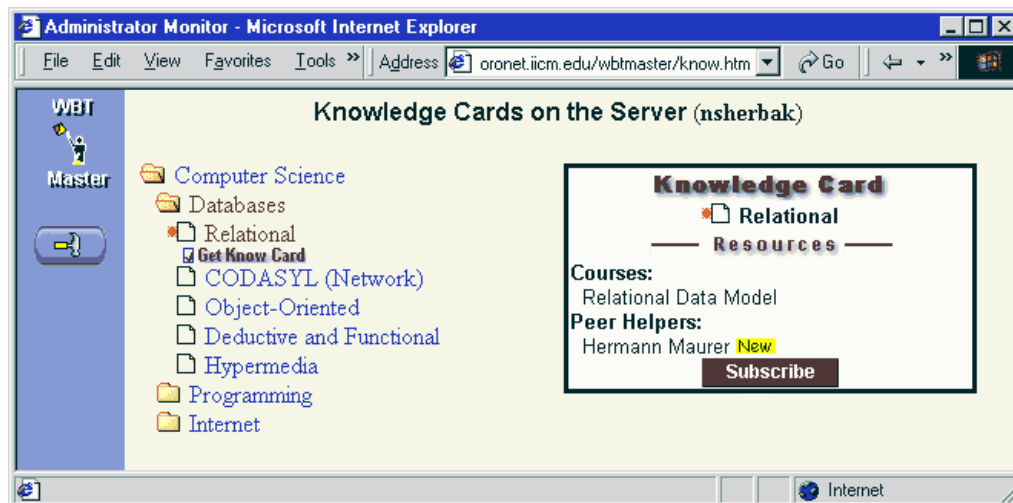 Administrator Monitor - Microsoft Internet Explorer
File Edit View Favorites Tools » Address oronet.iicm.edu/wbtmaster/know.htm Go »
WBT
Master
Knowledge Cards on the Server (nsherbak)
Computer Science
Databases
Relational
Get Know Card
CODASYL (Network)
Object-Oriented
Deductive and Functional
Hypermedia
Programming
Internet
Knowledge Card
Relational
Resources
Courses:
Relational Data Model
Peer Helpers:
Hermann Maurer New
Subscribe
Internet